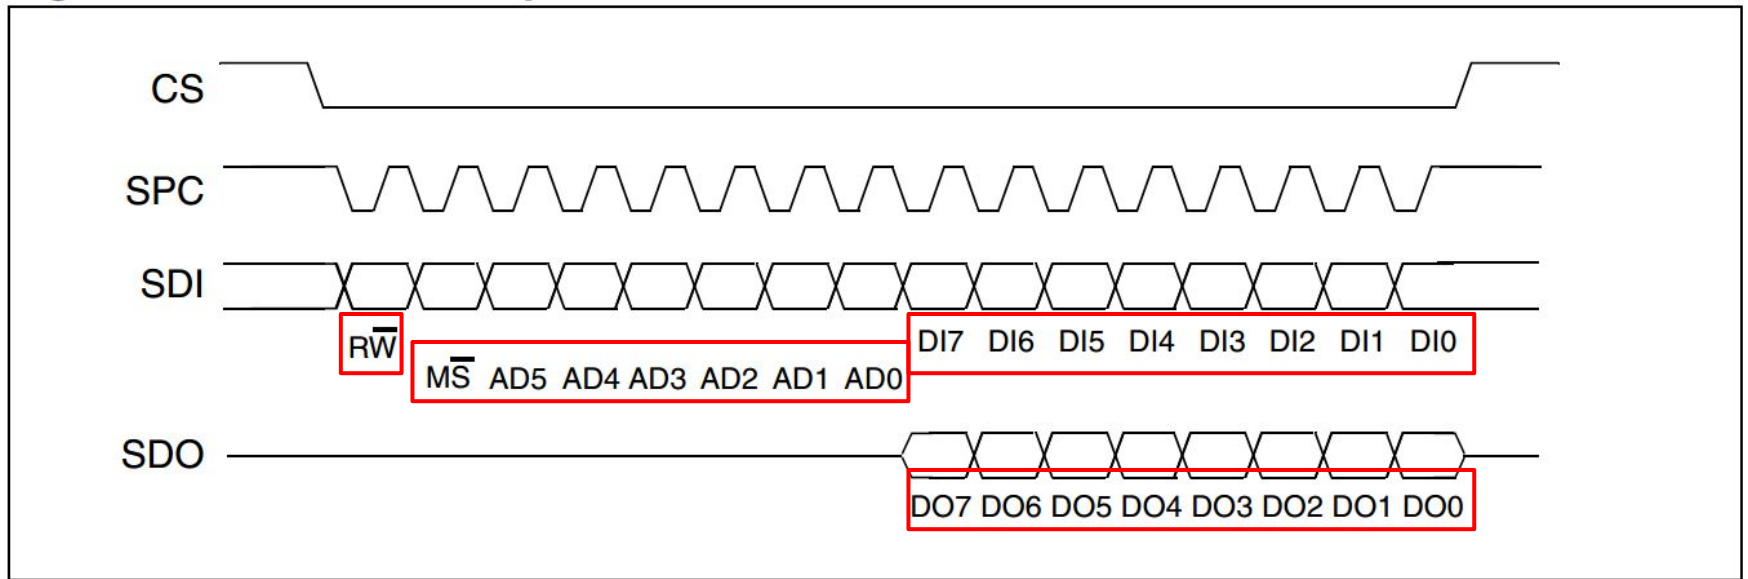 CS
SPC
SDI
RW̅ DI7 DI6 DI5 DI4 DI3 DI2 DI1 DI0
MS̅ AD5 AD4 AD3 AD2 AD1 AD0
SDO
DO7 DO6 DO5 DO4 DO3 DO2 DO1 DO0